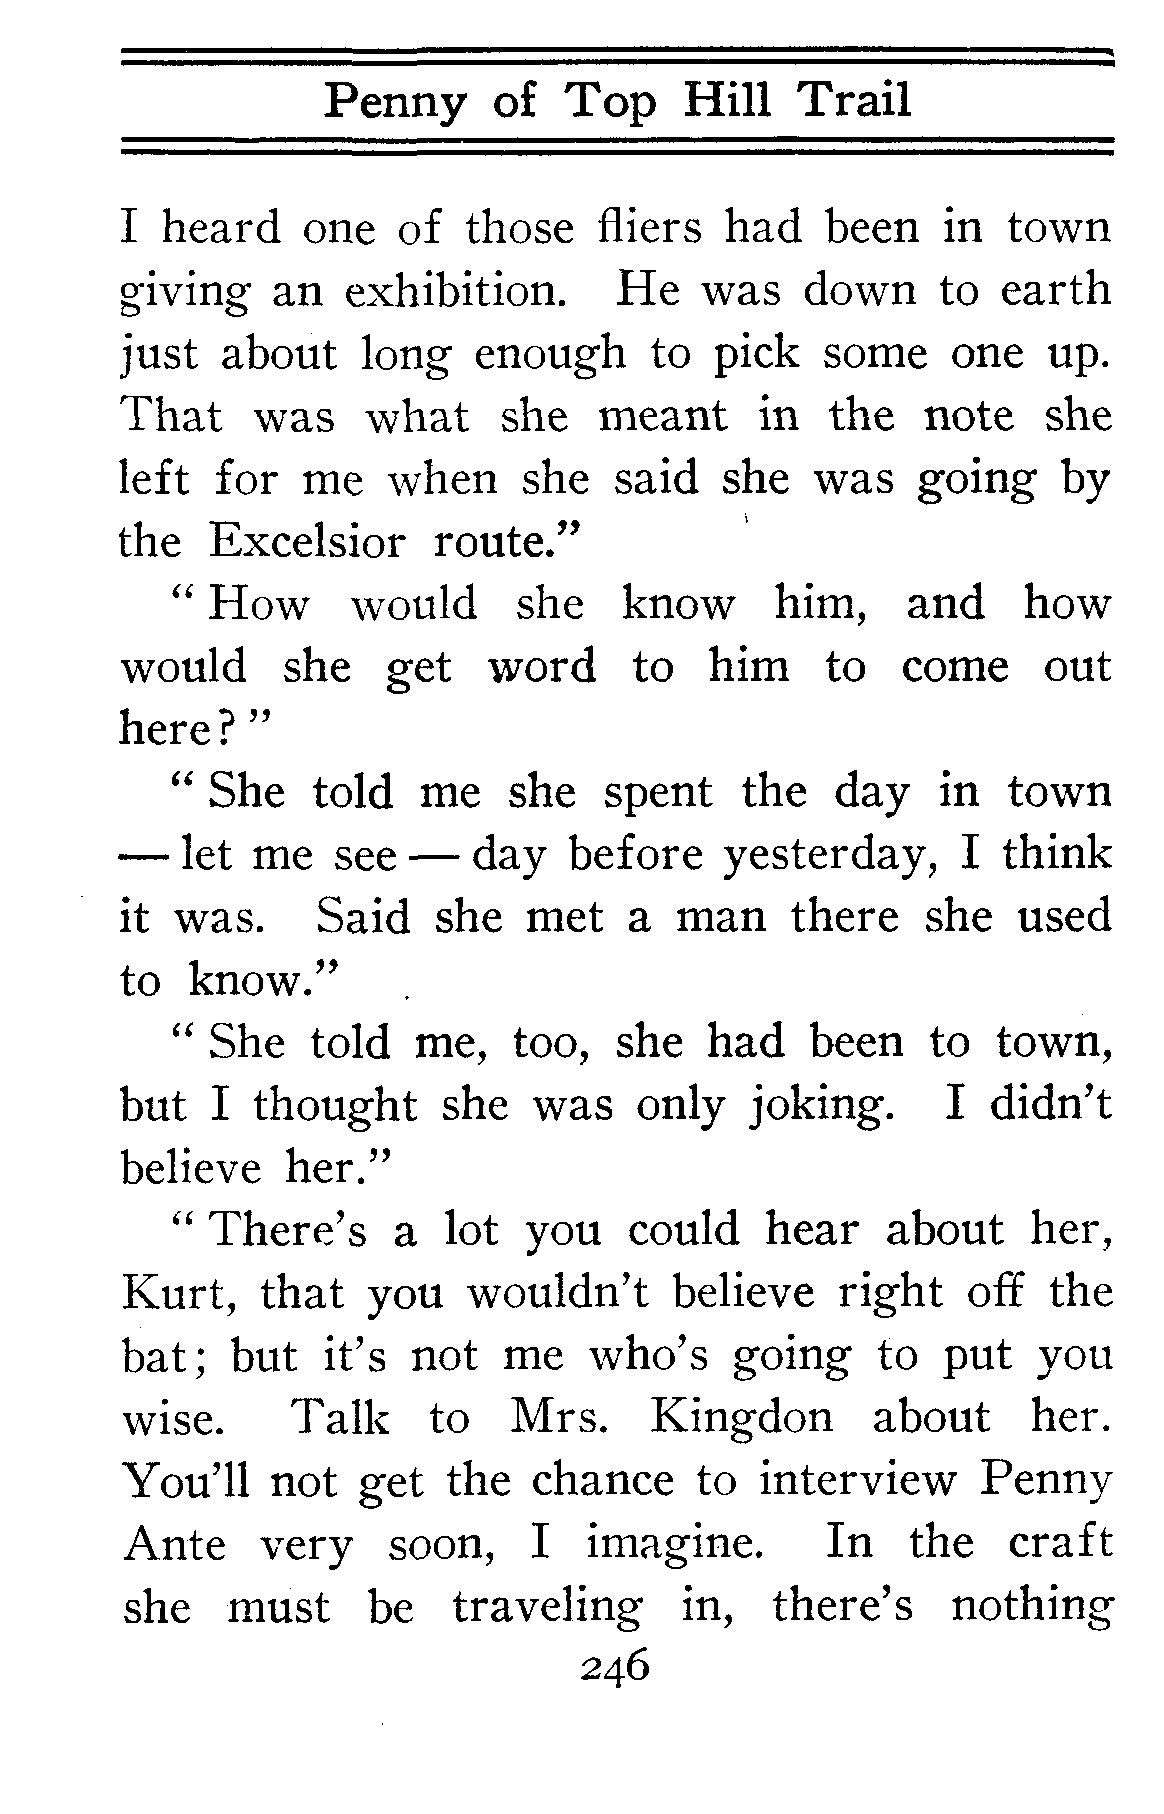 Penny of Top Hill Trail
I heard one of those fliers had been in town
giving an exhibition. He was down to earth
just about long enough to pick some one up.
That was what she meant in the note she
left for me when she said she was going by
the Excelsior route.”
“ How would she know him, and how
would she get word to him to come out
here? ”
“ She told me she spent the day in town
— let me see — day before yesterday, I think
it was. Said she met a man there she used
to know.”
“ She told me, too, she had been to town,
but I thought she was only joking. I didn’t
believe her.”
“ There’s a lot you could hear about her,
Kurt, that you wouldn’t believe right off the
bat; but it’s not me who’s going to put you
wise. Talk to Mrs. Kingdon about her.
You’ll not get the chance to interview Penny
Ante very soon, I imagine. In the craft
she must be traveling in, there’s nothing
246